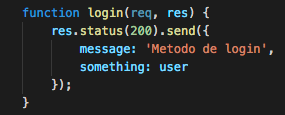 function login(req, res) {
    res.status(200).send({
        message: 'Metodo de login',
        something: user
    });
}